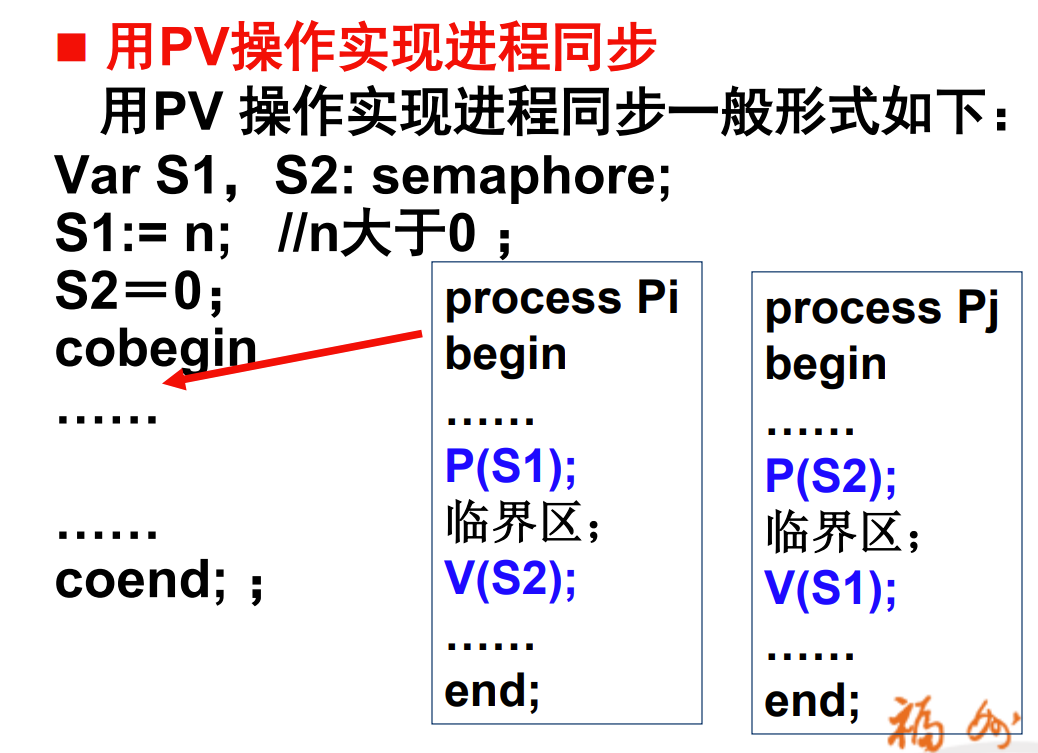 ■ 用PV操作实现进程同步
用PV 操作实现进程同步一般形式如下：
Var S1，S2: semaphore;
S1:= n; //n大于0 ；
S2＝0；
cobegin
……
……
coend; ；
process Pi
begin
……
P(S1);
临界区；
V(S2);
……
end;
process Pj
begin
……
P(S2);
临界区；
V(S1);
……
end;
福州